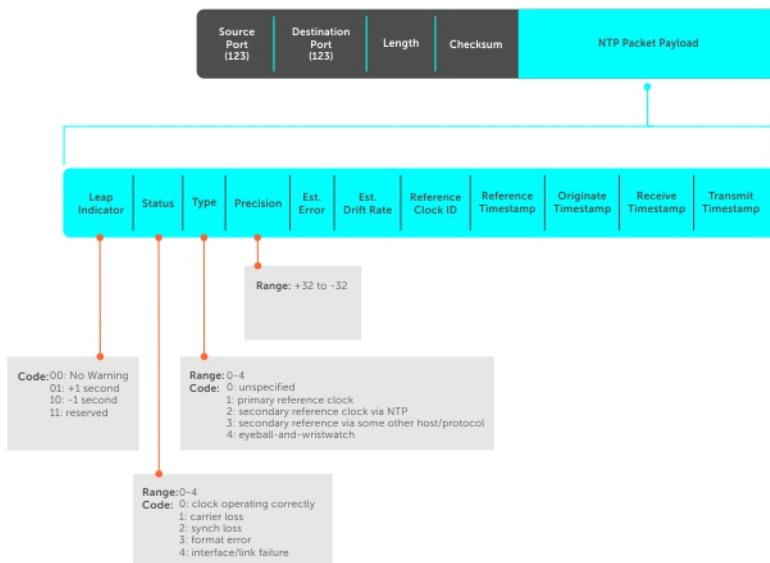 Source
Port
(123)
Destination
Port
(123)
Length
Checksum
NTP Packet Payload
Leap
Indicator
Status
Type
Precision
Est.
Error
Est.
Drift Rate
Reference
Clock ID
Reference
Timestamp
Originate
Timestamp
Receive
Timestamp
Transmit
Timestamp
Range: +32 to -32
Code: 00: No Warning
01: +1 second
10: -1 second
11: reserved
Range: 0-4
Code: 0: unspecified
1: primary reference clock
2: secondary reference clock via NTP
3: secondary reference via some other host/protocol
4: eyeball-and-wristwatch
Range: 0-4
Code: 0: clock operating correctly
1: carrier loss
2: synch loss
3: format error
4: interface/link failure